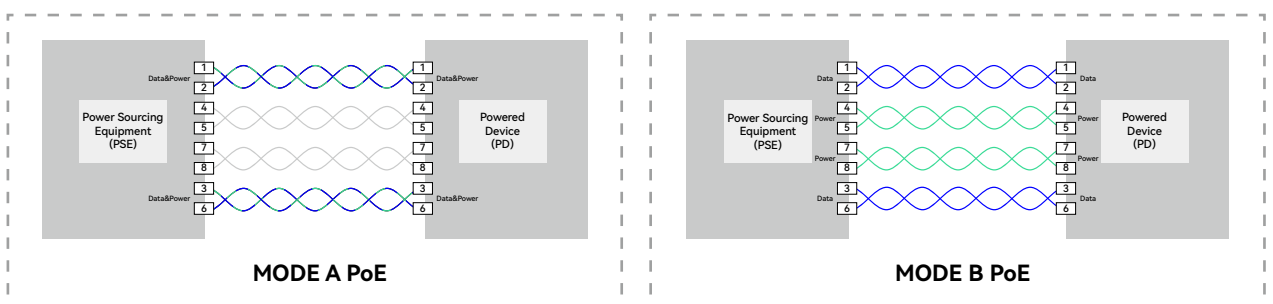 1
1
Data&Power
Data&Power
2
2
4
4
Power Sourcing
Equipment
(PSE)
Powered
Device
(PD)
5
5
7
7
8
8
3
3
Data&Power
Data&Power
6
6
MODE A PoE
1
1
Data
Data
2
2
4
4
Power Sourcing
Equipment
(PSE)
Power
Power
Powered
Device
(PD)
5
5
7
7
Power
Power
8
8
3
3
Data
Data
6
6
MODE B PoE